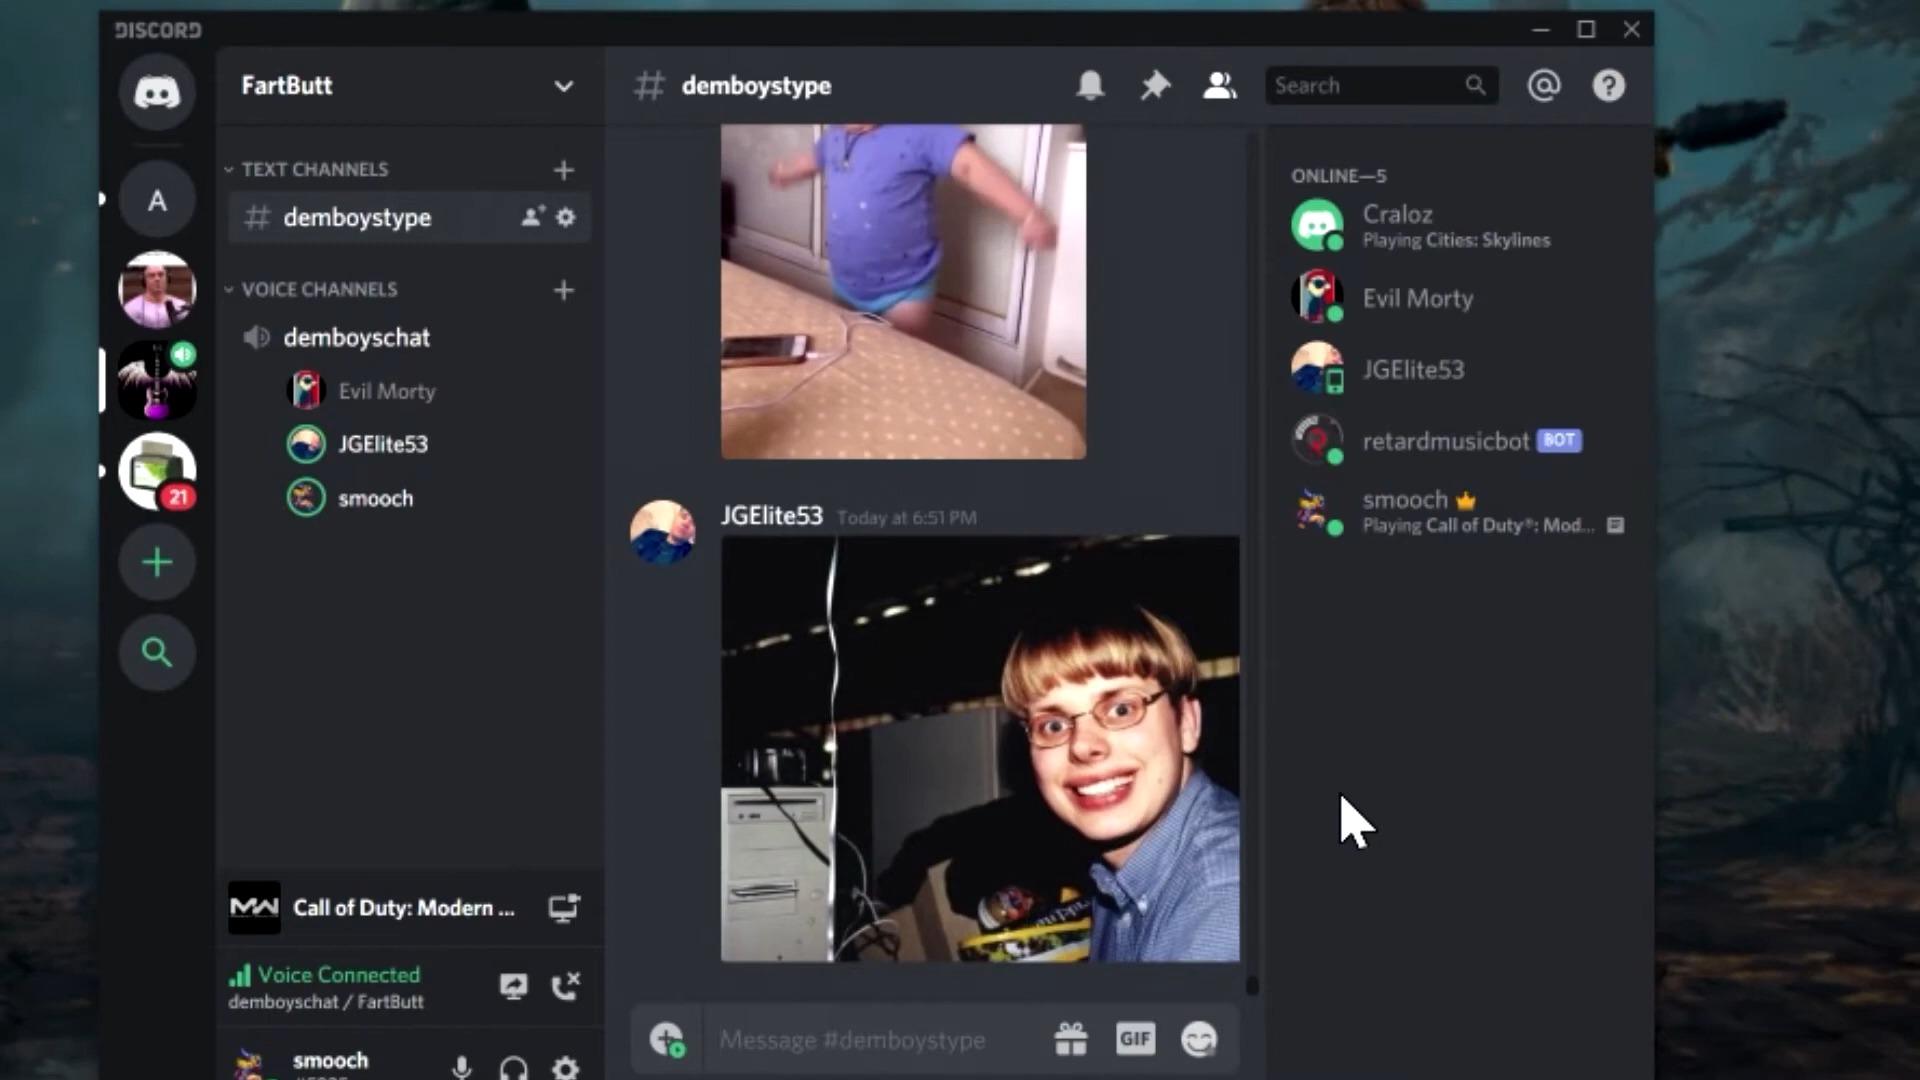 DISCORD
FartButt
demboystype
Search
TEXT CHANNELS
demboystype
VOICE CHANNELS
demboyschat
Evil Morty
JGElite53
smooch
A
21
JGElite53 Today at 6:51 PM
ONLINE—5
Craloz
Playing Cities: Skylines
Evil Morty
JGElite53
retardmusicbot BOT
smooch
Playing Call of Duty®: Mod...
MW Call of Duty: Modern ...
Voice Connected
demboyschat / FartButt
smooch
Message #demboystype
GIF